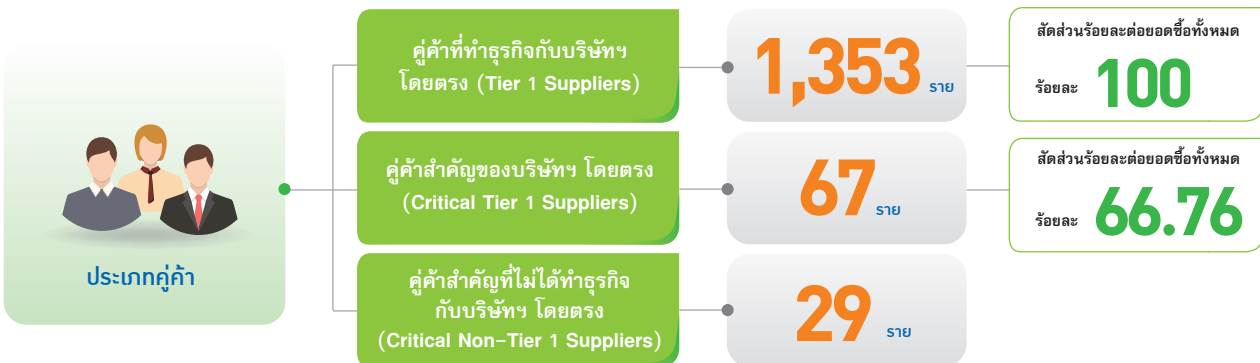 ประเภทคู่ค้า
คู่ค้าที่ทำธุรกิจกับบริษัทฯ
โดยตรง (Tier 1 Suppliers)
1,353 ราย
สัดส่วนร้อยละต่อยอดซื้อทั้งหมด
ร้อยละ 100
คู่ค้าสำคัญของบริษัทฯ โดยตรง
(Critical Tier 1 Suppliers)
67 ราย
สัดส่วนร้อยละต่อยอดซื้อทั้งหมด
ร้อยละ 66.76
คู่ค้าสำคัญที่ไม่ได้ทำธุรกิจ
กับบริษัทฯ โดยตรง
(Critical Non-Tier 1 Suppliers)
29 ราย